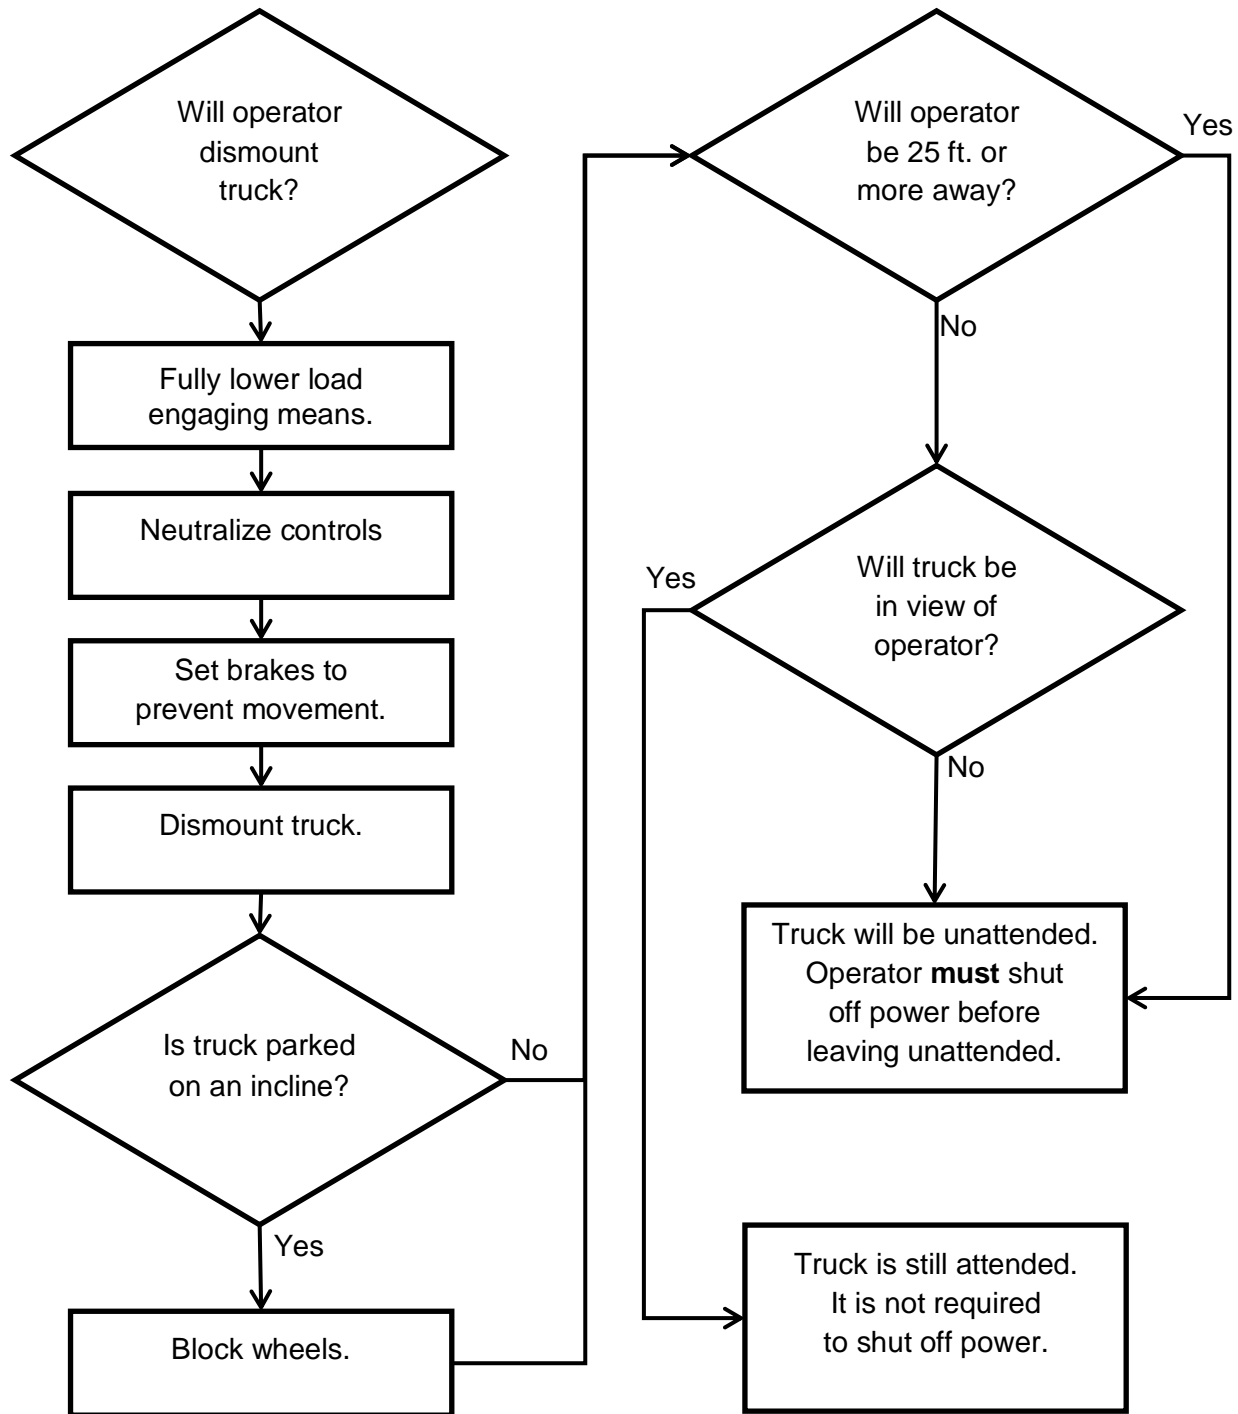 Will operator
dismount
truck?
Fully lower load
engaging means.
Neutralize controls
Set brakes to
prevent movement.
Dismount truck.
Is truck parked
on an incline?
No
Yes
Block wheels.
Will operator
be 25 ft. or
more away?
Yes
No
Will truck be
in view of
operator?
Yes
No
Truck will be unattended.
Operator must shut
off power before
leaving unattended.
Truck is still attended.
It is not required
to shut off power.